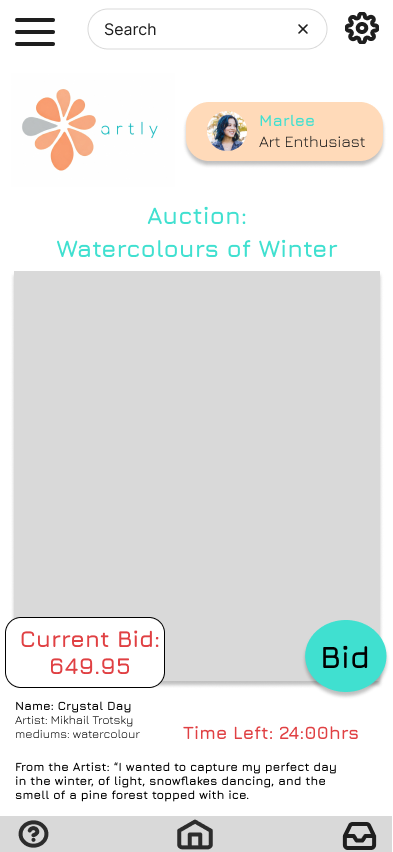 Search
artly
Marlee
Art Enthusiast
Auction:
Watercolours of Winter
Current Bid:
649.95
Bid
Name: Crystal Day
Artist: Mikhail Trotsky
mediums: watercolour
Time Left: 24:00hrs
From the Artist: “I wanted to capture my perfect day
in the winter, of light, snowflakes dancing, and the
smell of a pine forest topped with ice.